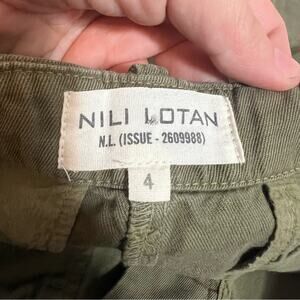 NILI LOTAN
N.L. (ISSUE - 2609988)
4